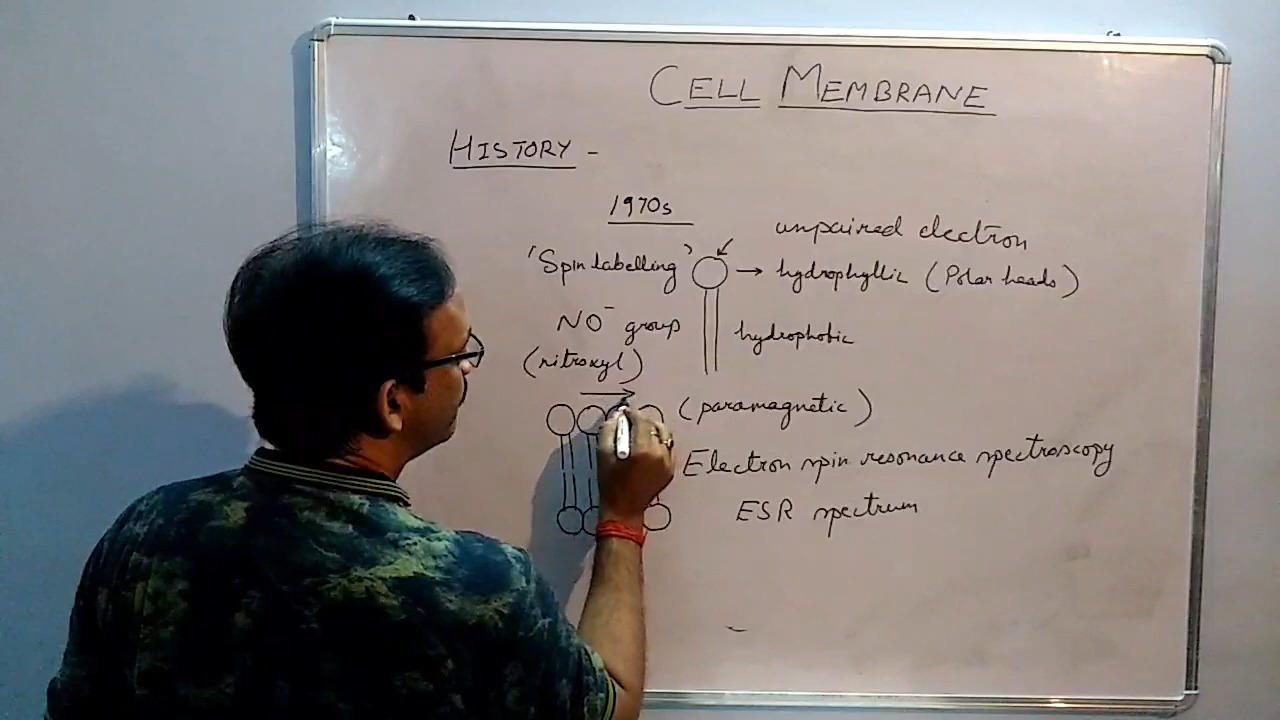 CELL MEMBRANE
HISTORY -
1970s
unpaired electron
'Spin labelling' → hydrophyllic (Polar heads)
NO⁻ group
hydrophobic
(nitroxyl)
(paramagnetic)
Electron spin resonance spectroscopy
ESR spectrum